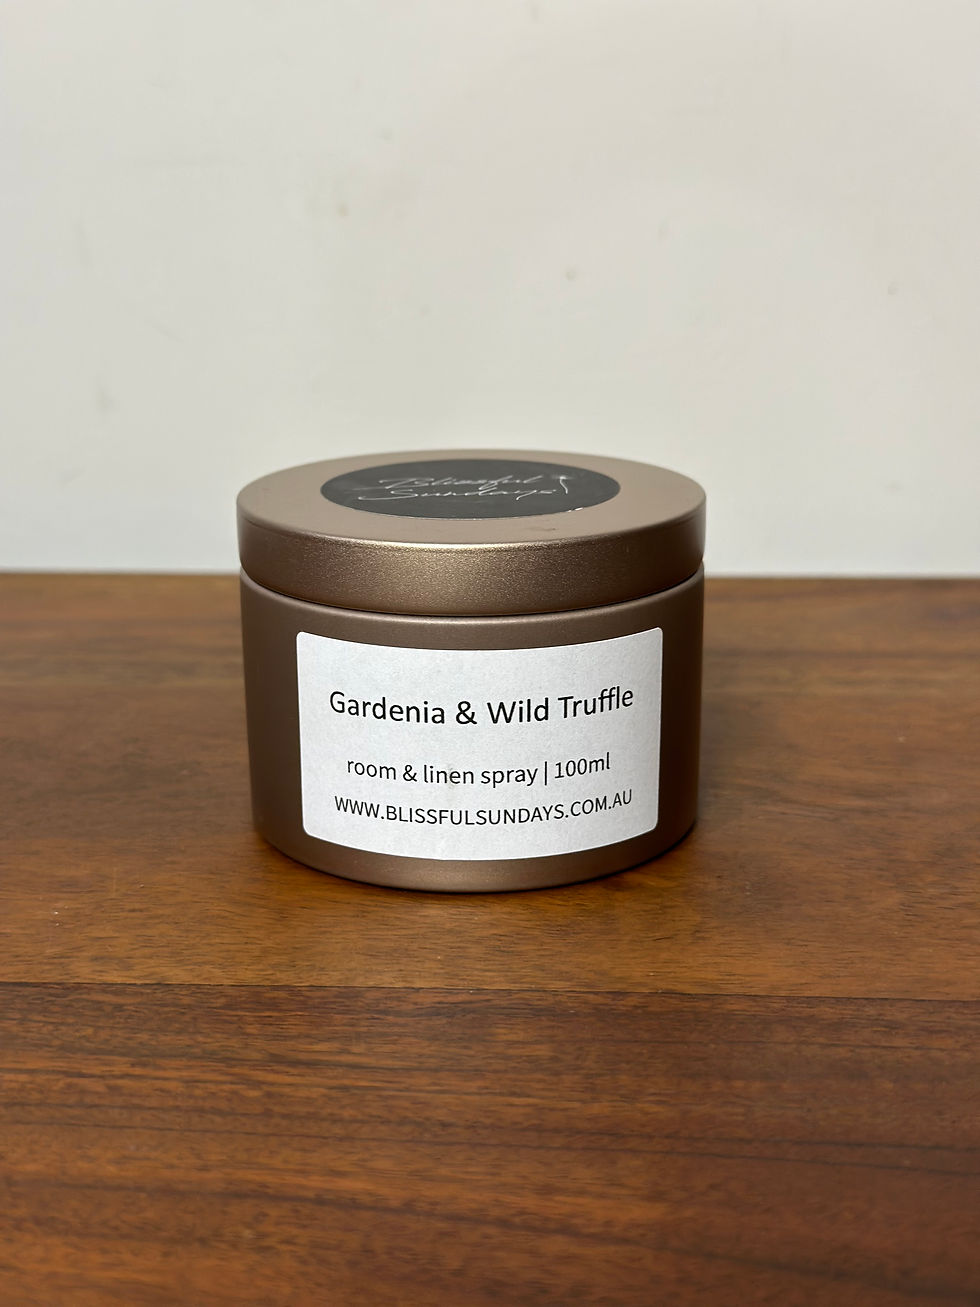 Blissful
Sundays
Gardenia & Wild Truffle
room & linen spray | 100ml
WWW.BLISSFULSUNDAYS.COM.AU